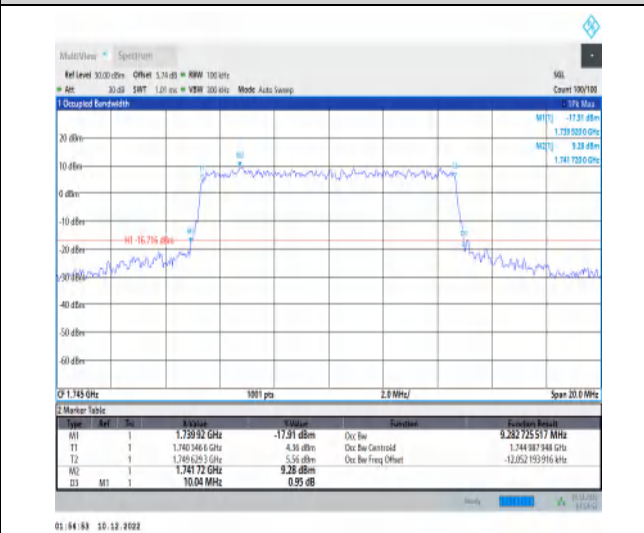 MultiView Spectrum
Ref Level 30.00 dBm Offset 5.74 dB RBW 100 kHz SGL
Att 30 dB SWT 1.01 ms VBW 300 kHz Mode Auto Sweep Count 100/100
1 Occupied Bandwidth 1Pk Max
M1[1] -17.91 dBm
1.739 920 0 GHz
M2[1] 9.28 dBm
1.741 720 0 GHz
20 dBm
10 dBm
0 dBm
-10 dBm
H1 -16.716 dBm
-20 dBm
-30 dBm
-40 dBm
-50 dBm
-60 dBm
CF 1.745 GHz 1001 pts 2.0 MHz/ Span 20.0 MHz
2 Marker Table
Type Ref Trc X-Value Y-Value Function Function Result
M1 1 1.739 92 GHz -17.91 dBm Occ Bw 9.282 725 517 MHz
T1 1 1.740 346 6 GHz 4.36 dBm Occ Bw Centroid 1.744 987 948 GHz
T2 1 1.749 629 3 GHz 5.56 dBm Occ Bw Freq Offset -12.052 193 916 kHz
M2 1 1.741 72 GHz 9.28 dBm
D3 M1 1 10.04 MHz 0.95 dB
Ready
01:54:53 10.12.2022